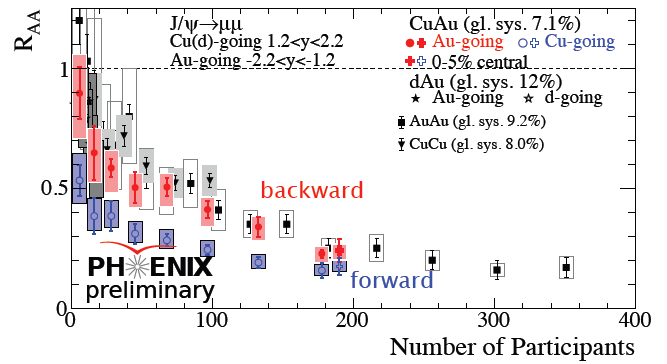 R_AA
J/ψ→μμ
Cu(d)-going 1.2<y<2.2
Au-going -2.2<y<-1.2
CuAu (gl. sys. 7.1%)
Au-going Cu-going
0-5% central
dAu (gl. sys. 12%)
Au-going d-going
AuAu (gl. sys. 9.2%)
CuCu (gl. sys. 8.0%)
1
0.5
0
backward
forward
PHENIX
preliminary
0 100 200 300 400
Number of Participants